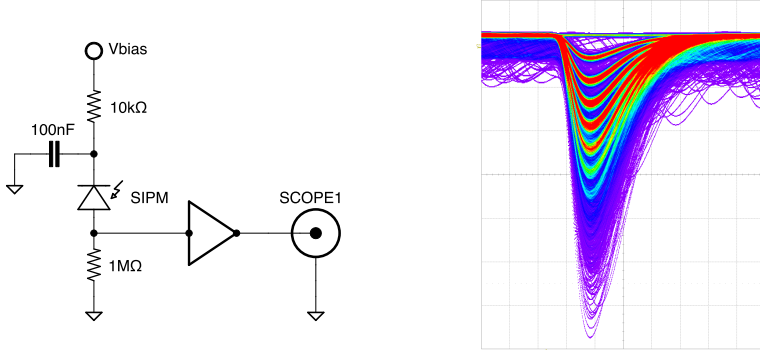 Vbias
10kΩ
100nF
SIPM
SCOPE1
1MΩ